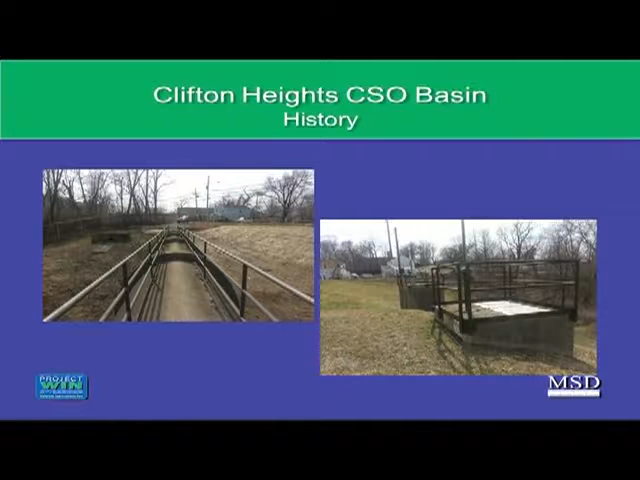 Clifton Heights CSO Basin
History
PROJECT
WIN
MSD